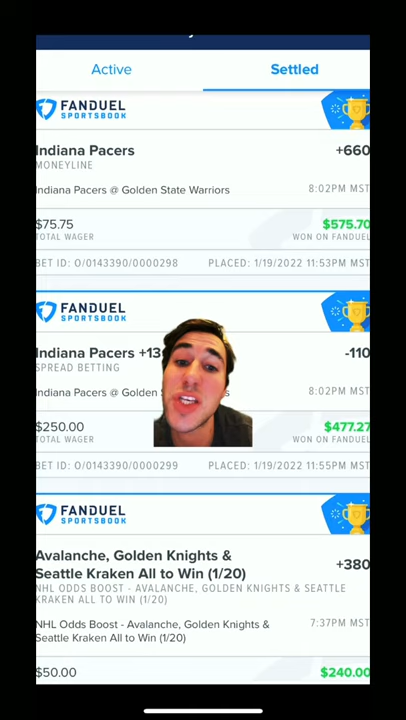 Active
Settled
FANDUEL
SPORTSBOOK
Indiana Pacers
+660
MONEYLINE
Indiana Pacers @ Golden State Warriors
8:02PM MST
$75.75
$575.70
TOTAL WAGER
WON ON FANDUEL
BET ID: O/0143390/0000298
PLACED: 1/19/2022 11:53PM MST
FANDUEL
SPORTSBOOK
Indiana Pacers +13
-110
SPREAD BETTING
Indiana Pacers @ Golden
s
8:02PM MST
$250.00
$477.27
TOTAL WAGER
WON ON FANDUEL
BET ID: O/0143390/0000299
PLACED: 1/19/2022 11:55PM MST
FANDUEL
SPORTSBOOK
Avalanche, Golden Knights &
Seattle Kraken All to Win (1/20)
+380
NHL ODDS BOOST - AVALANCHE, GOLDEN KNIGHTS & SEATTLE
KRAKEN ALL TO WIN (1/20)
NHL Odds Boost - Avalanche, Golden Knights &
Seattle Kraken All to Win (1/20)
7:37PM MST
$50.00
$240.00